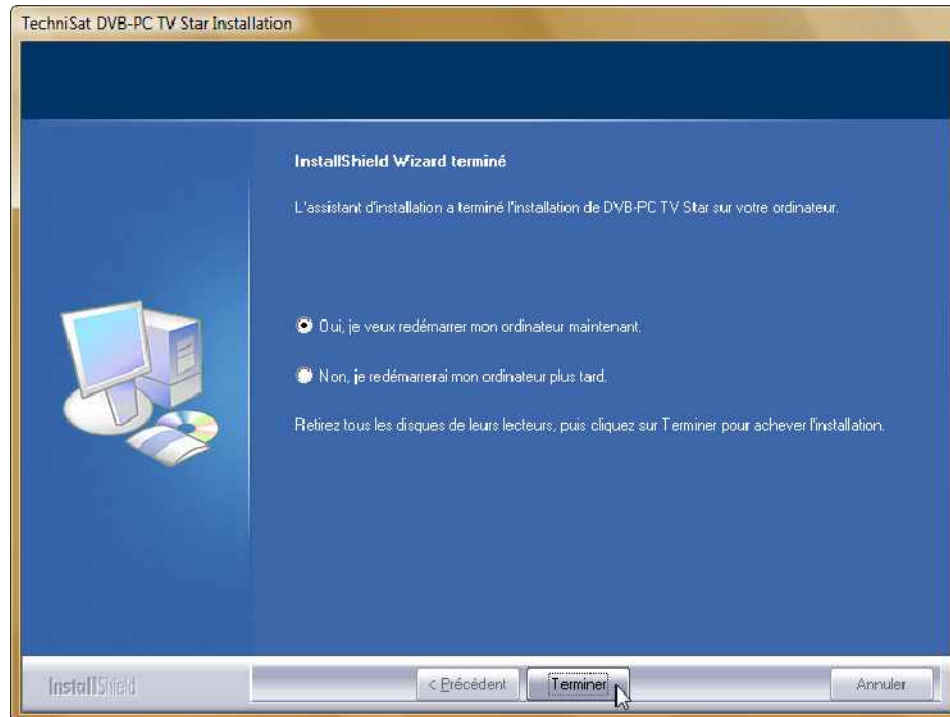 TechniSat DVB-PC TV Star Installation
InstallShield Wizard terminé
L'assistant d'installation a terminé l'installation de DVB-PC TV Star sur votre ordinateur.
Oui, je veux redémarrer mon ordinateur maintenant.
Non, je redémarrerai mon ordinateur plus tard.
Retirez tous les disques de leurs lecteurs, puis cliquez sur Terminer pour achever l'installation.
InstallShield
< Précédent Terminer Annuler